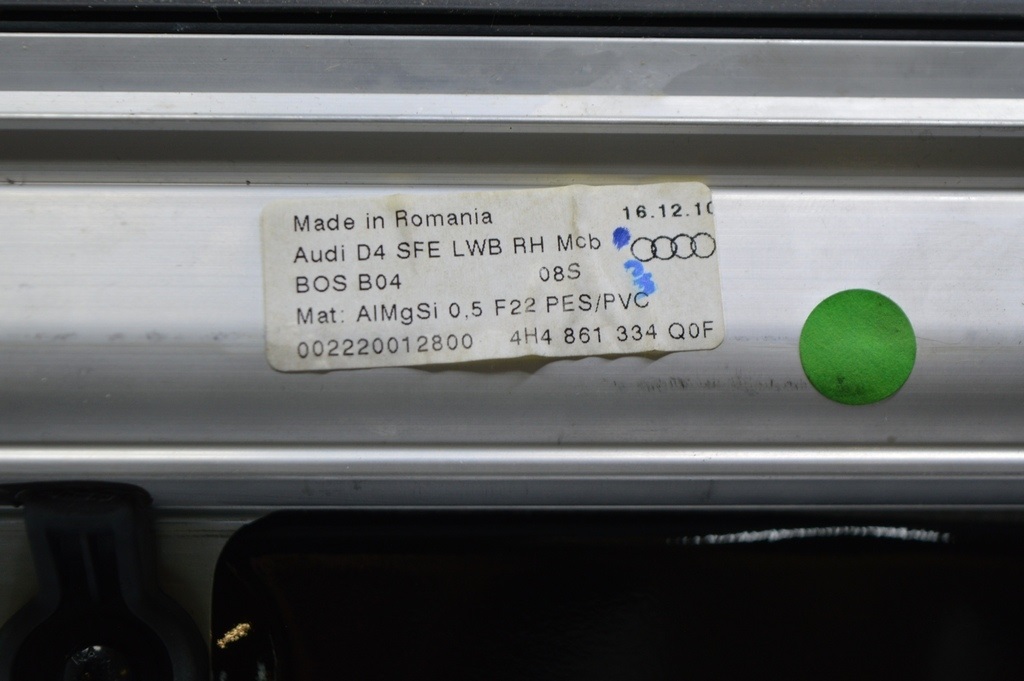 Made in Romania 16.12.10
Audi D4 SFE LWB RH Mcb
BOS B04 08S
Mat: AlMgSi 0,5 F22 PES/PVC
002220012800 4H4 861 334 Q0F